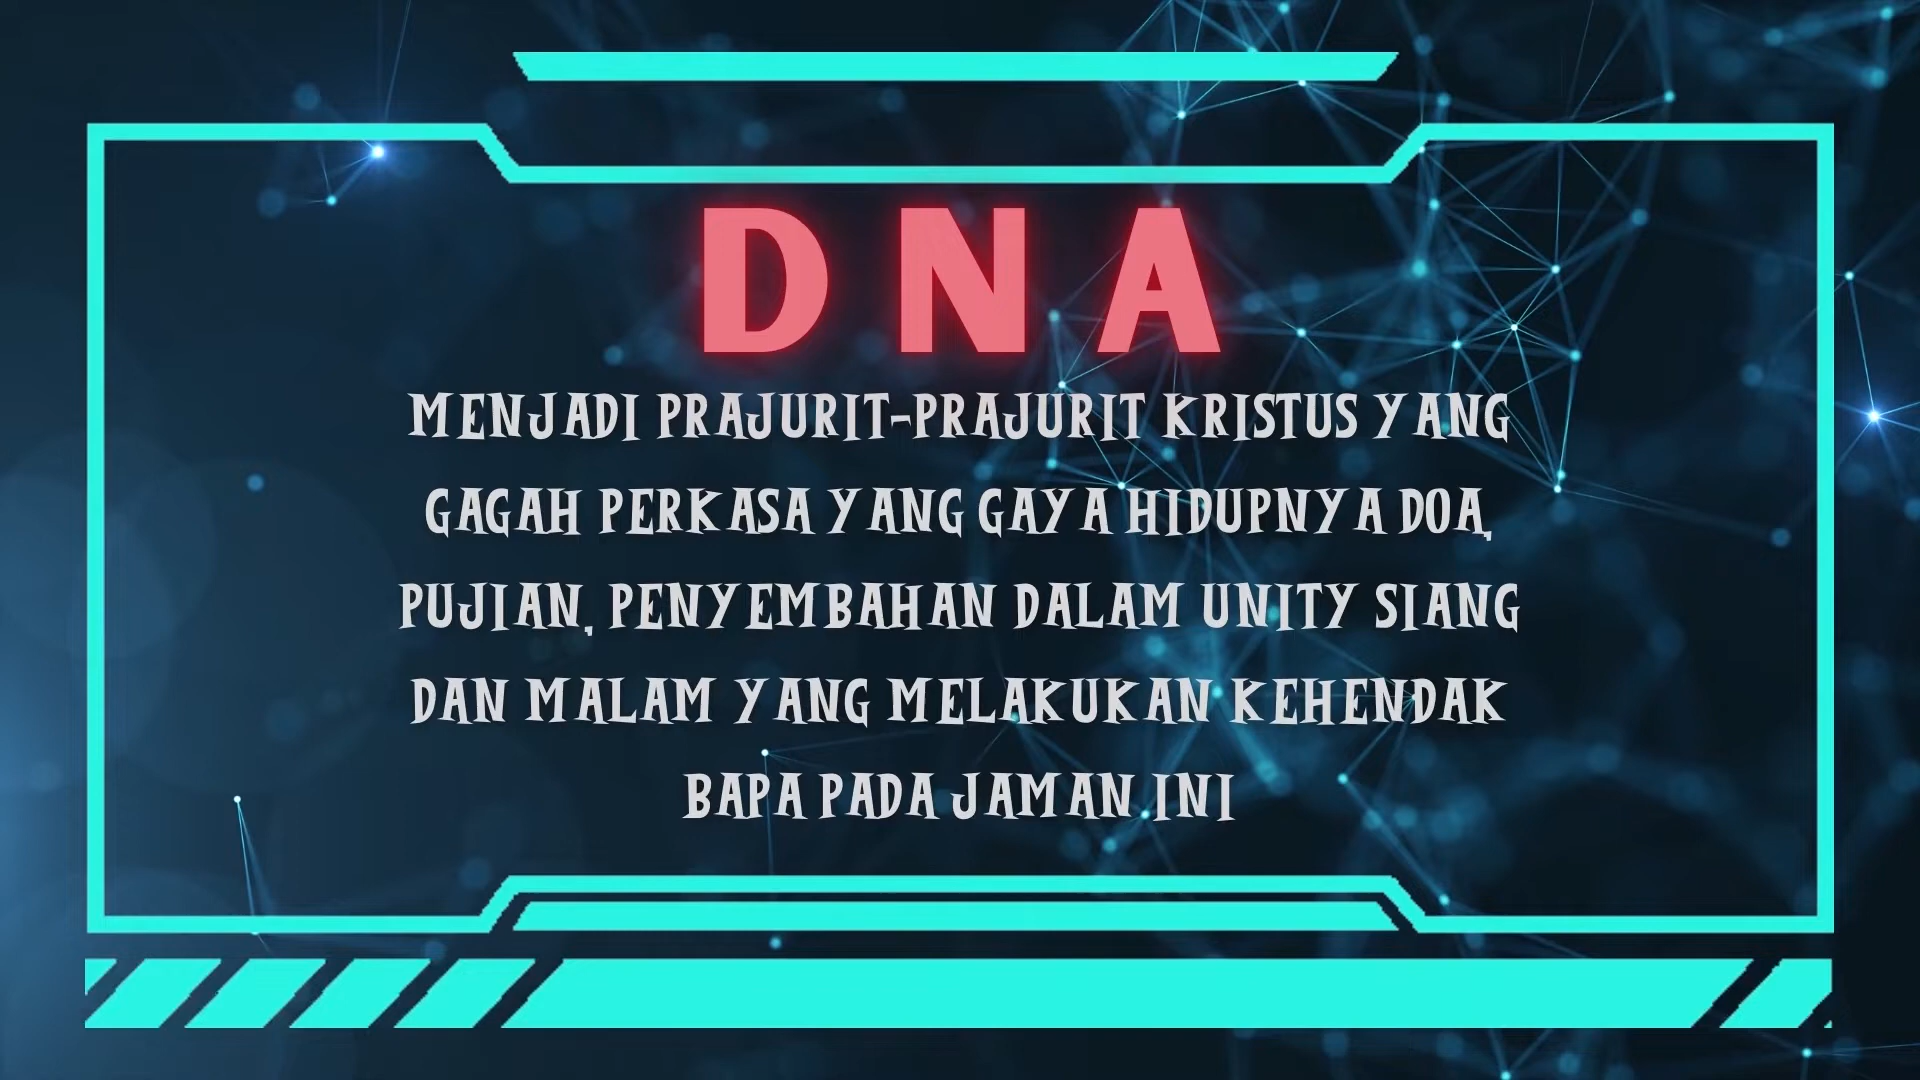 DNA
MENJADI PRAJURIT-PRAJURIT KRISTUS YANG
GAGAH PERKASA YANG GAYA HIDUPNYA DOA,
PUJIAN, PENYEMBAHAN DALAM UNITY SIANG
DAN MALAM YANG MELAKUKAN KEHENDAK
BAPA PADA JAMAN INI